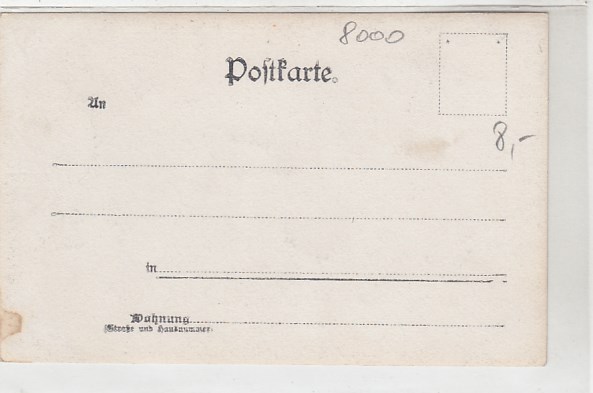 8000
Postkarte.
8,-
An
in
Wohnung
(Straße und Hausnummer)